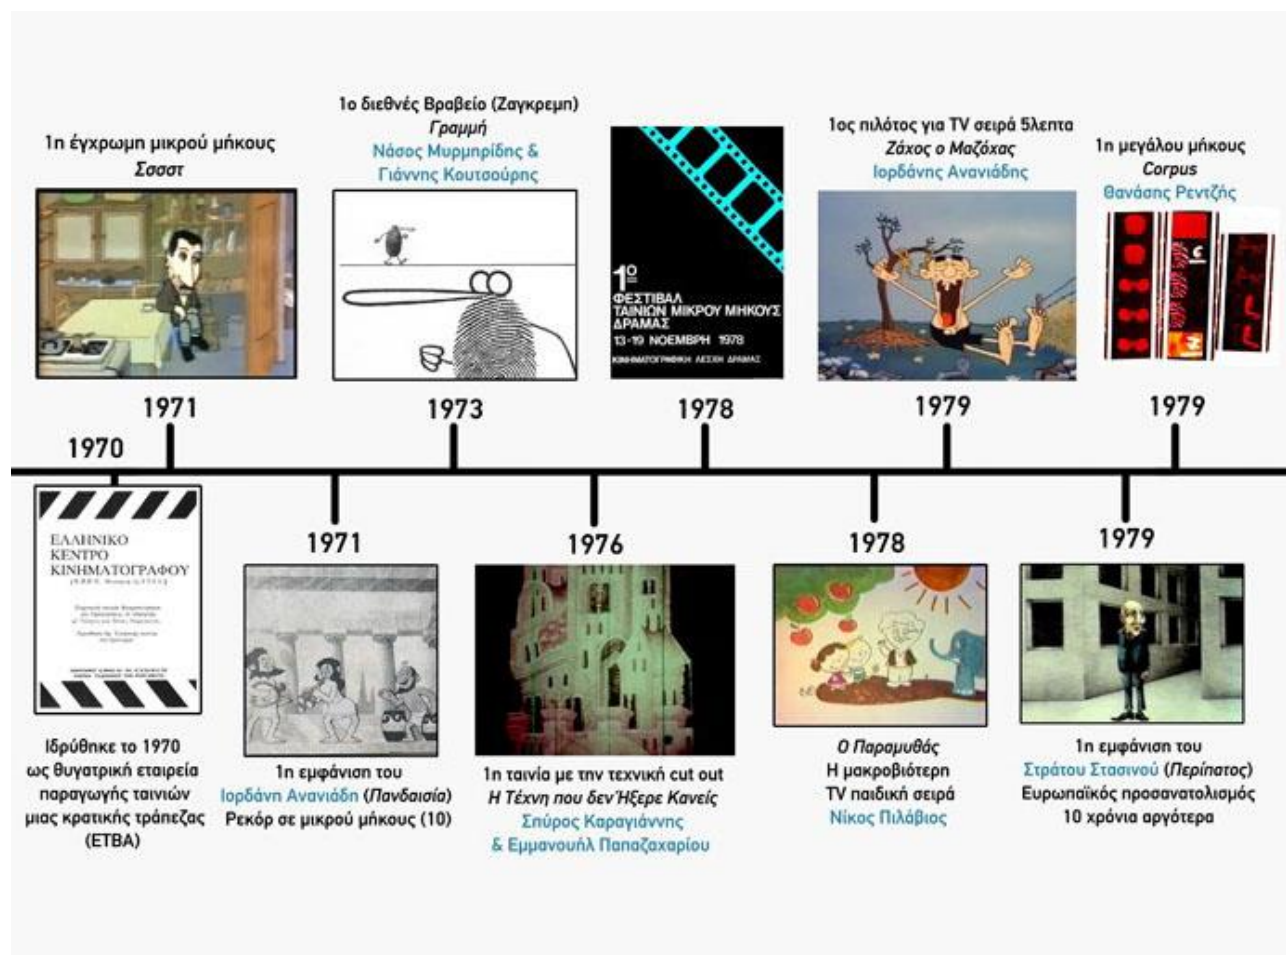 1η έγχρωμη μικρού μήκους
Σσσστ
1971
1ο διεθνές Βραβείο (Ζαγκρεμπ)
Γραμμή
Νάσος Μυρμηρίδης &
Γιάννης Κουτσούρης
1973
1º
ΦΕΣΤΙΒΑΛ
ΤΑΙΝΙΩΝ ΜΙΚΡΟΥ ΜΗΚΟΥΣ
ΔΡΑΜΑΣ
13-19 ΝΟΕΜΒΡΗ 1978
ΚΙΝΗΜΑΤΟΓΡΑΦΙΚΗ ΛΕΣΧΗ ΔΡΑΜΑΣ
1978
1ος πιλότος για TV σειρά 5λεπτα
Ζάχος ο Μαζόχας
Ιορδάνης Ανανιάδης
1979
1η μεγάλου μήκους
Corpus
Θανάσης Ρεντζής
1979
1970
ΕΛΛΗΝΙΚΟ
ΚΕΝΤΡΟ
ΚΙΝΗΜΑΤΟΓΡΑΦΟΥ
Ιδρύθηκε το 1970
ως θυγατρική εταιρεία
παραγωγής ταινιών
μιας κρατικής τράπεζας
(ΕΤΒΑ)
1971
1η εμφάνιση του
Ιορδάνη Ανανιάδη (Πανδαισία)
Ρεκόρ σε μικρού μήκους (10)
1976
1η ταινία με την τεχνική cut out
Η Τέχνη που δεν Ήξερε Κανείς
Σπύρος Καραγιάννης
& Εμμανουήλ Παπαζαχαρίου
1978
Ο Παραμυθάς
Η μακροβιότερη
TV παιδική σειρά
Νίκος Πιλάβιος
1979
1η εμφάνιση του
Στράτου Στασινού (Περίπατος)
Ευρωπαϊκός προσανατολισμός
10 χρόνια αργότερα